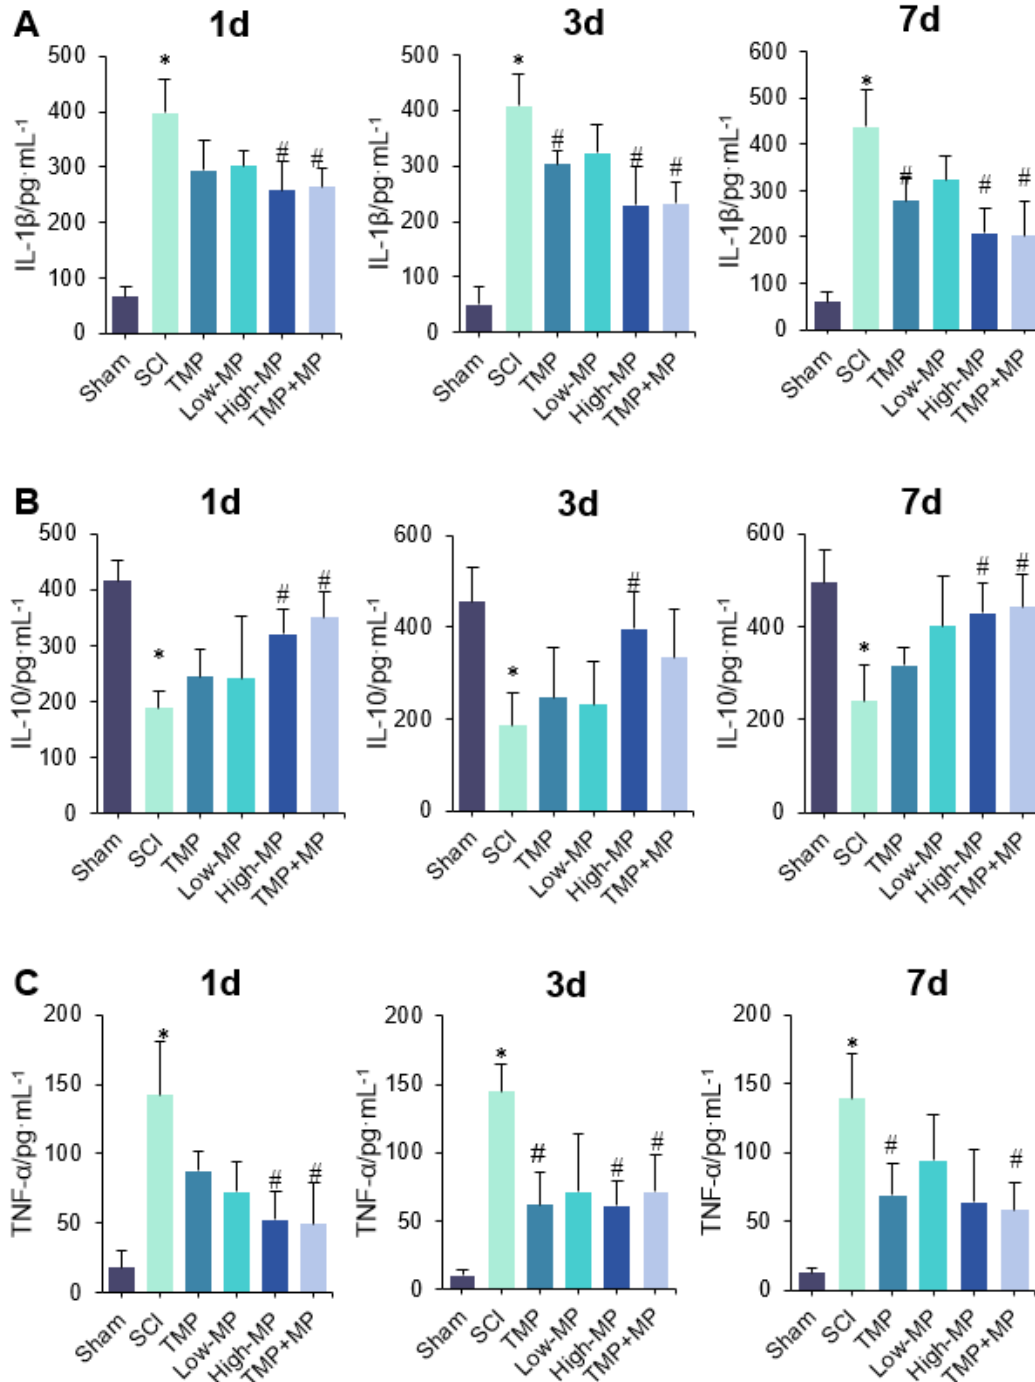 A
1d
3d
7d
IL-1β/pg·mL⁻¹
500
400
300
200
100
0
*
#
#
Sham
SCI
TMP
Low-MP
High-MP
TMP+MP
IL-1β/pg·mL⁻¹
500
400
300
200
100
0
*
#
#
#
Sham
SCI
TMP
Low-MP
High-MP
TMP+MP
IL-1β/pg·mL⁻¹
600
500
400
300
200
100
0
*
#
#
#
Sham
SCI
TMP
Low-MP
High-MP
TMP+MP
B
1d
3d
7d
IL-10/pg·mL⁻¹
500
400
300
200
100
0
*
#
#
Sham
SCI
TMP
Low-MP
High-MP
TMP+MP
IL-10/pg·mL⁻¹
600
400
200
0
*
#
Sham
SCI
TMP
Low-MP
High-MP
TMP+MP
IL-10/pg·mL⁻¹
600
400
200
0
*
#
#
Sham
SCI
TMP
Low-MP
High-MP
TMP+MP
C
1d
3d
7d
TNF-α/pg·mL⁻¹
200
150
100
50
0
*
#
#
Sham
SCI
TMP
Low-MP
High-MP
TMP+MP
TNF-α/pg·mL⁻¹
200
150
100
50
0
*
#
#
#
Sham
SCI
TMP
Low-MP
High-MP
TMP+MP
TNF-α/pg·mL⁻¹
200
150
100
50
0
*
#
#
Sham
SCI
TMP
Low-MP
High-MP
TMP+MP